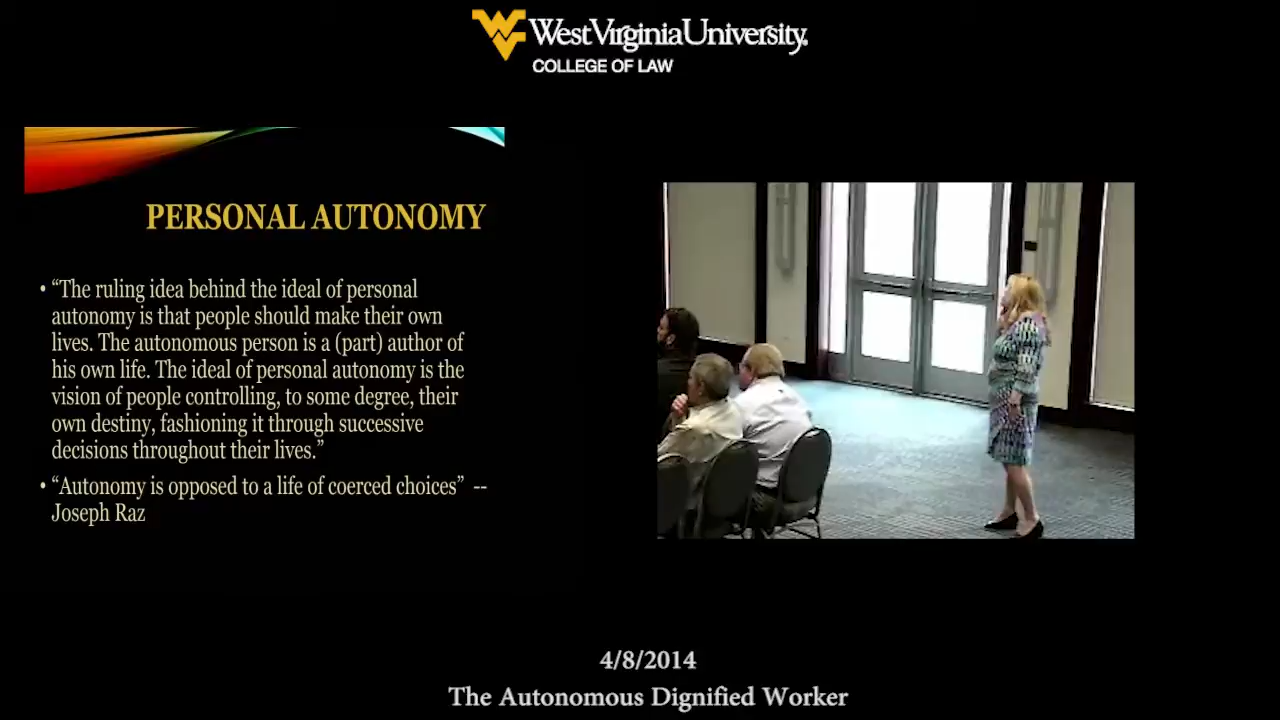 WestVirginiaUniversity.
COLLEGE OF LAW
PERSONAL AUTONOMY
• “The ruling idea behind the ideal of personal
autonomy is that people should make their own
lives. The autonomous person is a (part) author of
his own life. The ideal of personal autonomy is the
vision of people controlling, to some degree, their
own destiny, fashioning it through successive
decisions throughout their lives.”
• “Autonomy is opposed to a life of coerced choices” --
Joseph Raz
4/8/2014
The Autonomous Dignified Worker